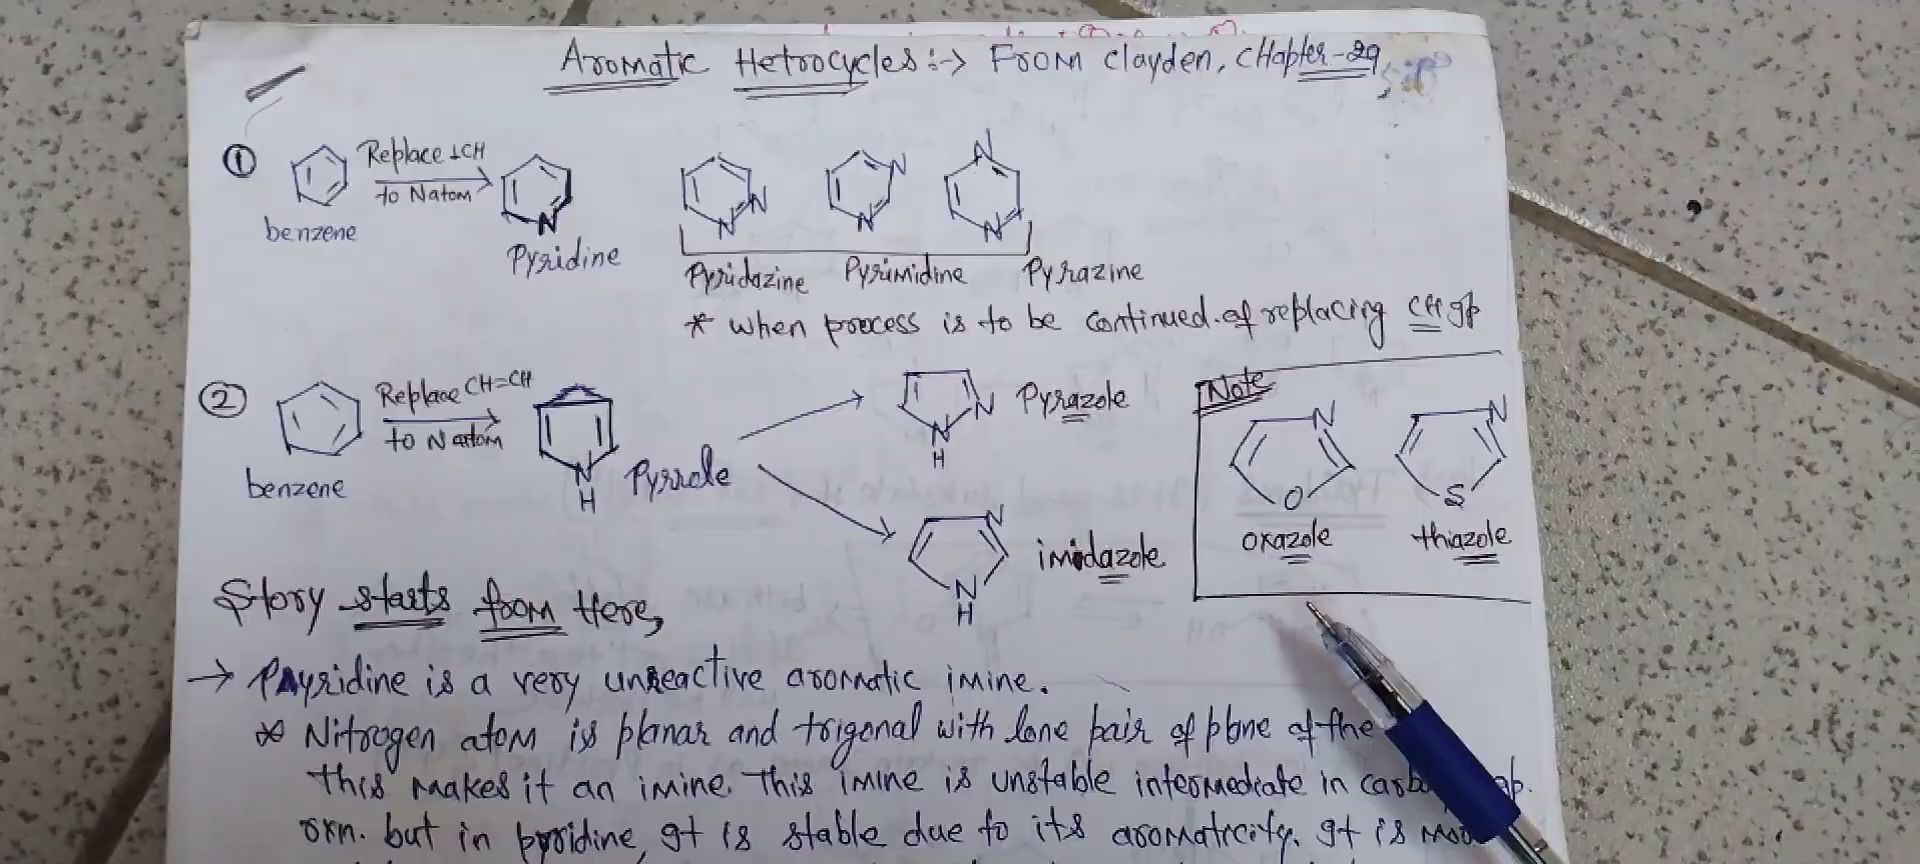 Aromatic Hetrocycles :-> From Clayden, CHapter-29,
① Replace 1CH
to N atom
benzene
N
Pyridine
N N
N N
N N
Pyridazine Pyrimidine Pyrazine
* when process is to be continued of replacing CH gp
② Replace CH=CH
to N atom
benzene
N
H
Pyrrole
N
N
H
Pyrazole
N
N
H
imidazole
Note
N
O
oxazole
N
S
thiazole
Story starts from Here,
→ Pyridine is a very unreactive aromatic imine.
* Nitrogen atom is planar and trigonal with lone pair of plane of the
this makes it an imine. This imine is unstable intermediate in
rxn. but in pyridine, It is stable due to its aromaticity. It is